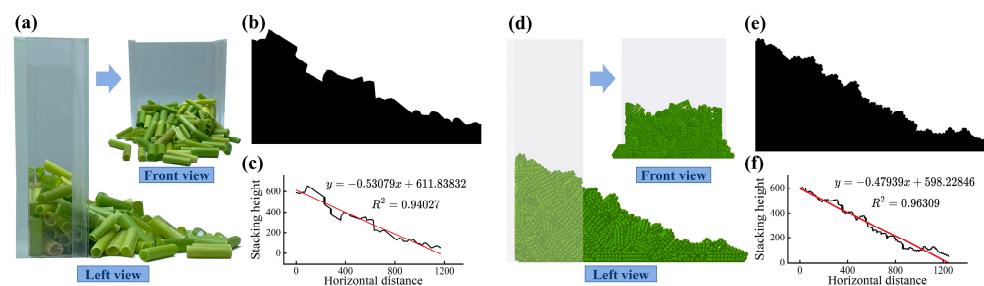 (a)
Front view
Left view
(b)
(c)
y = −0.53079x + 611.83832
R² = 0.94027
Stacking height
600
400
200
0
0 400 800 1200
Horizontal distance
(d)
Front view
Left view
(e)
(f)
y = −0.47939x + 598.22846
R² = 0.96309
Stacking height
600
400
200
0
0 400 800 1200
Horizontal distance